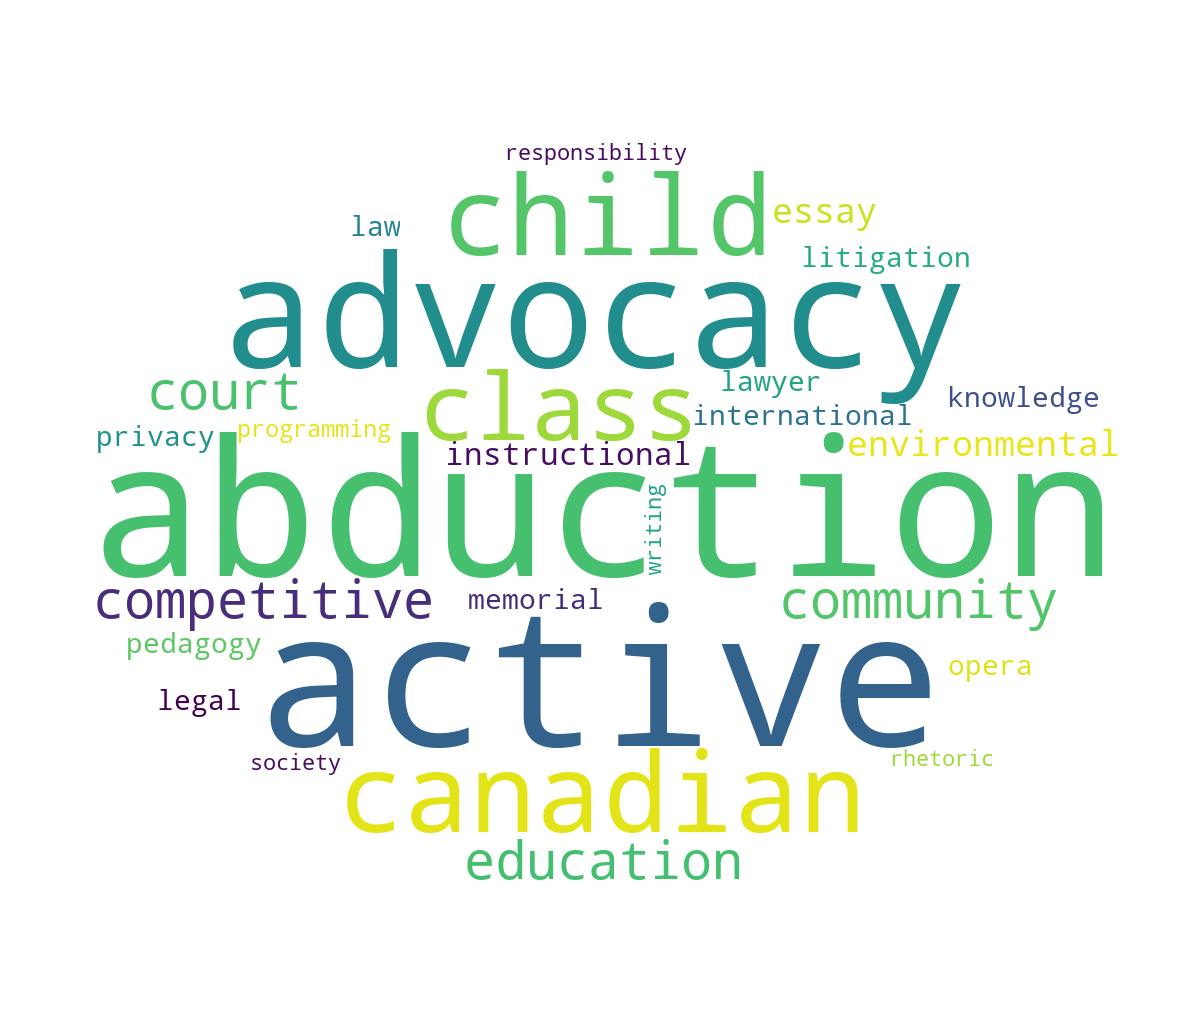 responsibility
child
essay
law
litigation
advocacy
lawyer
class
court
knowledge
international
privacy
programming
environmental
instructional
abduction
writing
competitive
memorial
community
pedagogy
active
opera
legal
society
rhetoric
canadian
education